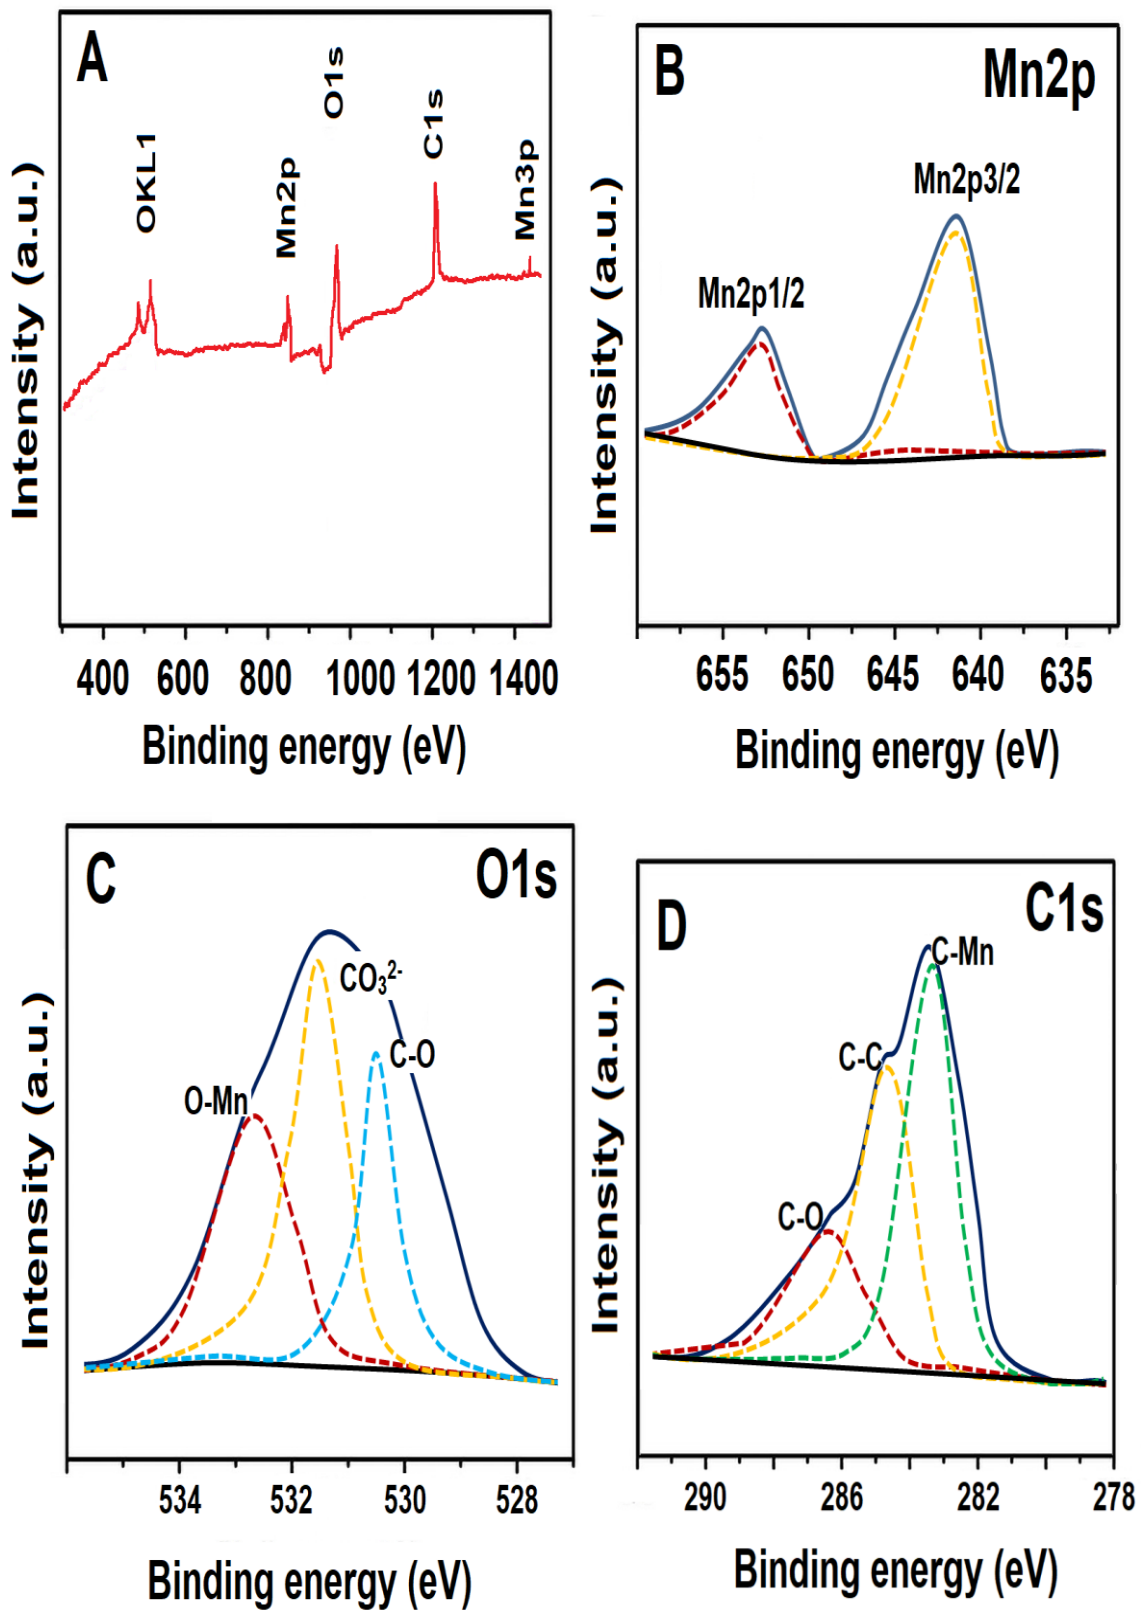 A
OKL1
Mn2p
O1s
C1s
Mn3p
Intensity (a.u.)
400 600 800 1000 1200 1400
Binding energy (eV)
B
Mn2p
Mn2p1/2
Mn2p3/2
Intensity (a.u.)
655 650 645 640 635
Binding energy (eV)
C
O1s
O-Mn
CO₃²⁻
C-O
Intensity (a.u.)
534 532 530 528
Binding energy (eV)
D
C1s
C-O
C-C
C-Mn
Intensity (a.u.)
290 286 282 278
Binding energy (eV)